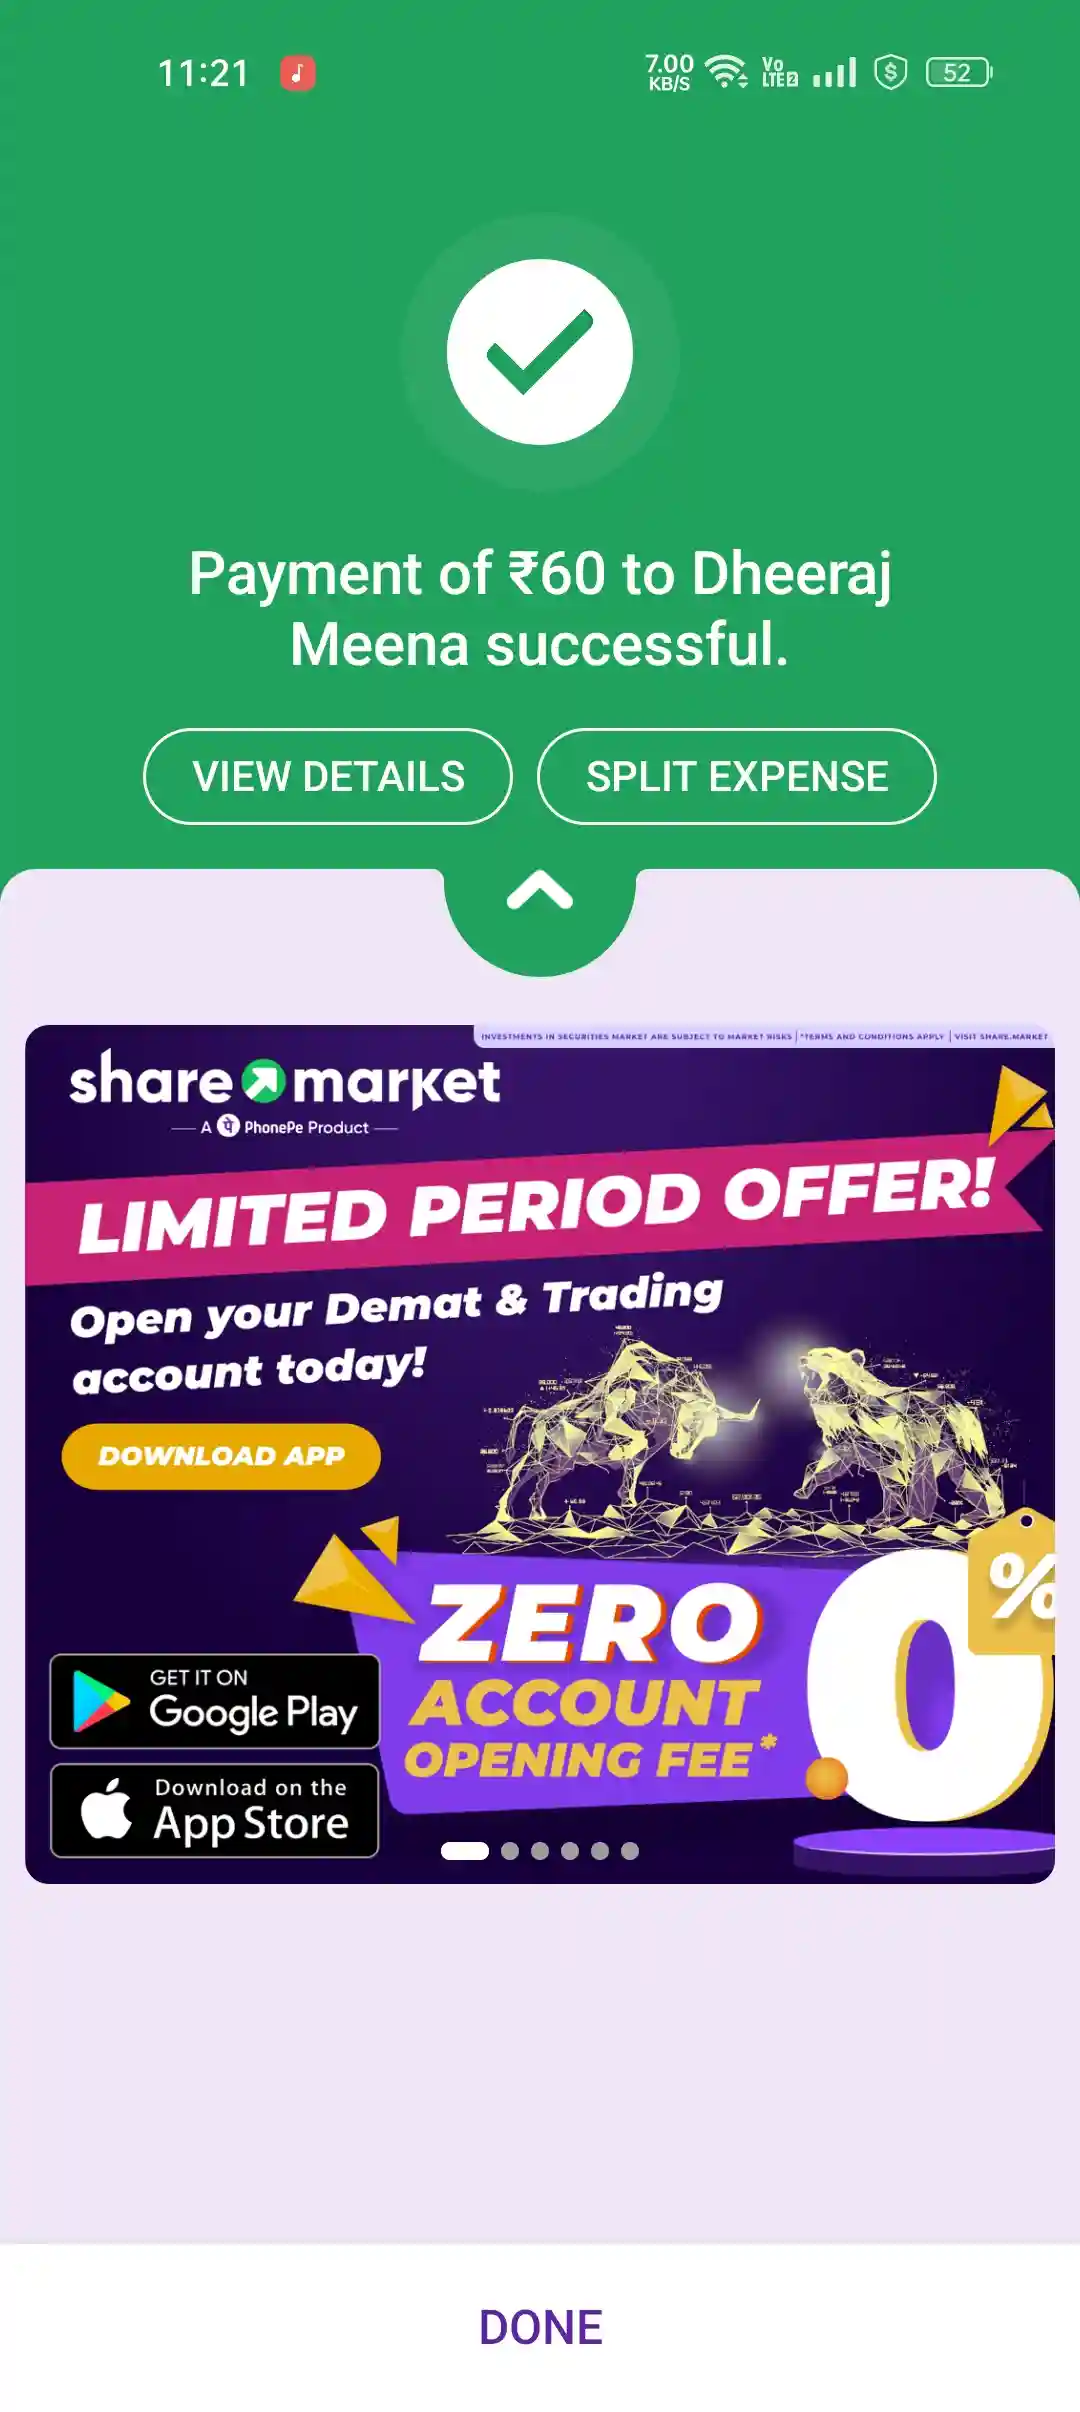 11:21
7.00
KB/S
Vo
LTE2
52
Payment of ₹60 to Dheeraj
Meena successful.
VIEW DETAILS
SPLIT EXPENSE
INVESTMENTS IN SECURITIES MARKET ARE SUBJECT TO MARKET RISKS | *TERMS AND CONDITIONS APPLY | VISIT SHARE.MARKET
share market
A पे PhonePe Product
LIMITED PERIOD OFFER!
Open your Demat & Trading
account today!
DOWNLOAD APP
ZERO
ACCOUNT
OPENING FEE*
0
%
GET IT ON
Google Play
Download on the
App Store
DONE